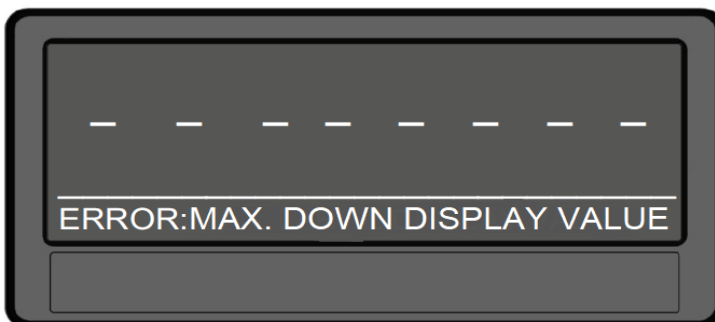 – – – – – – – –
ERROR:MAX. DOWN DISPLAY VALUE